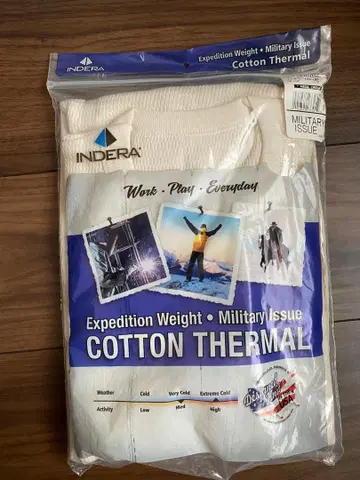 INDERA
Expedition Weight • Military Issue
Cotton Thermal
MILITARY
ISSUE
INDERA
Work • Play • Everyday
Expedition Weight • Military Issue
COTTON THERMAL
Weather Cold Very Cold Extreme Cold
Activity Low Med High
USA